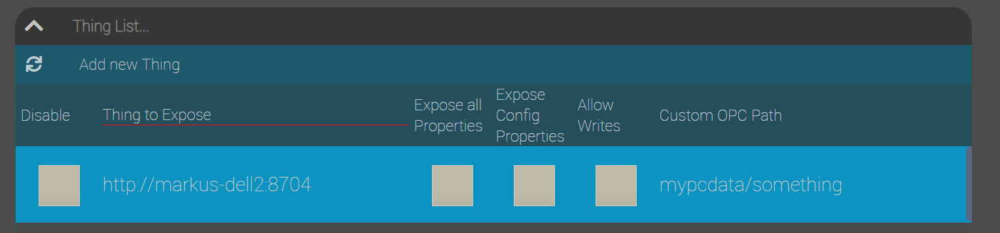 Thing List...
Add new Thing
Disable
Thing to Expose
Expose all
Properties
Expose
Config
Properties
Allow
Writes
Custom OPC Path
http://markus-dell2:8704
mypcdata/something